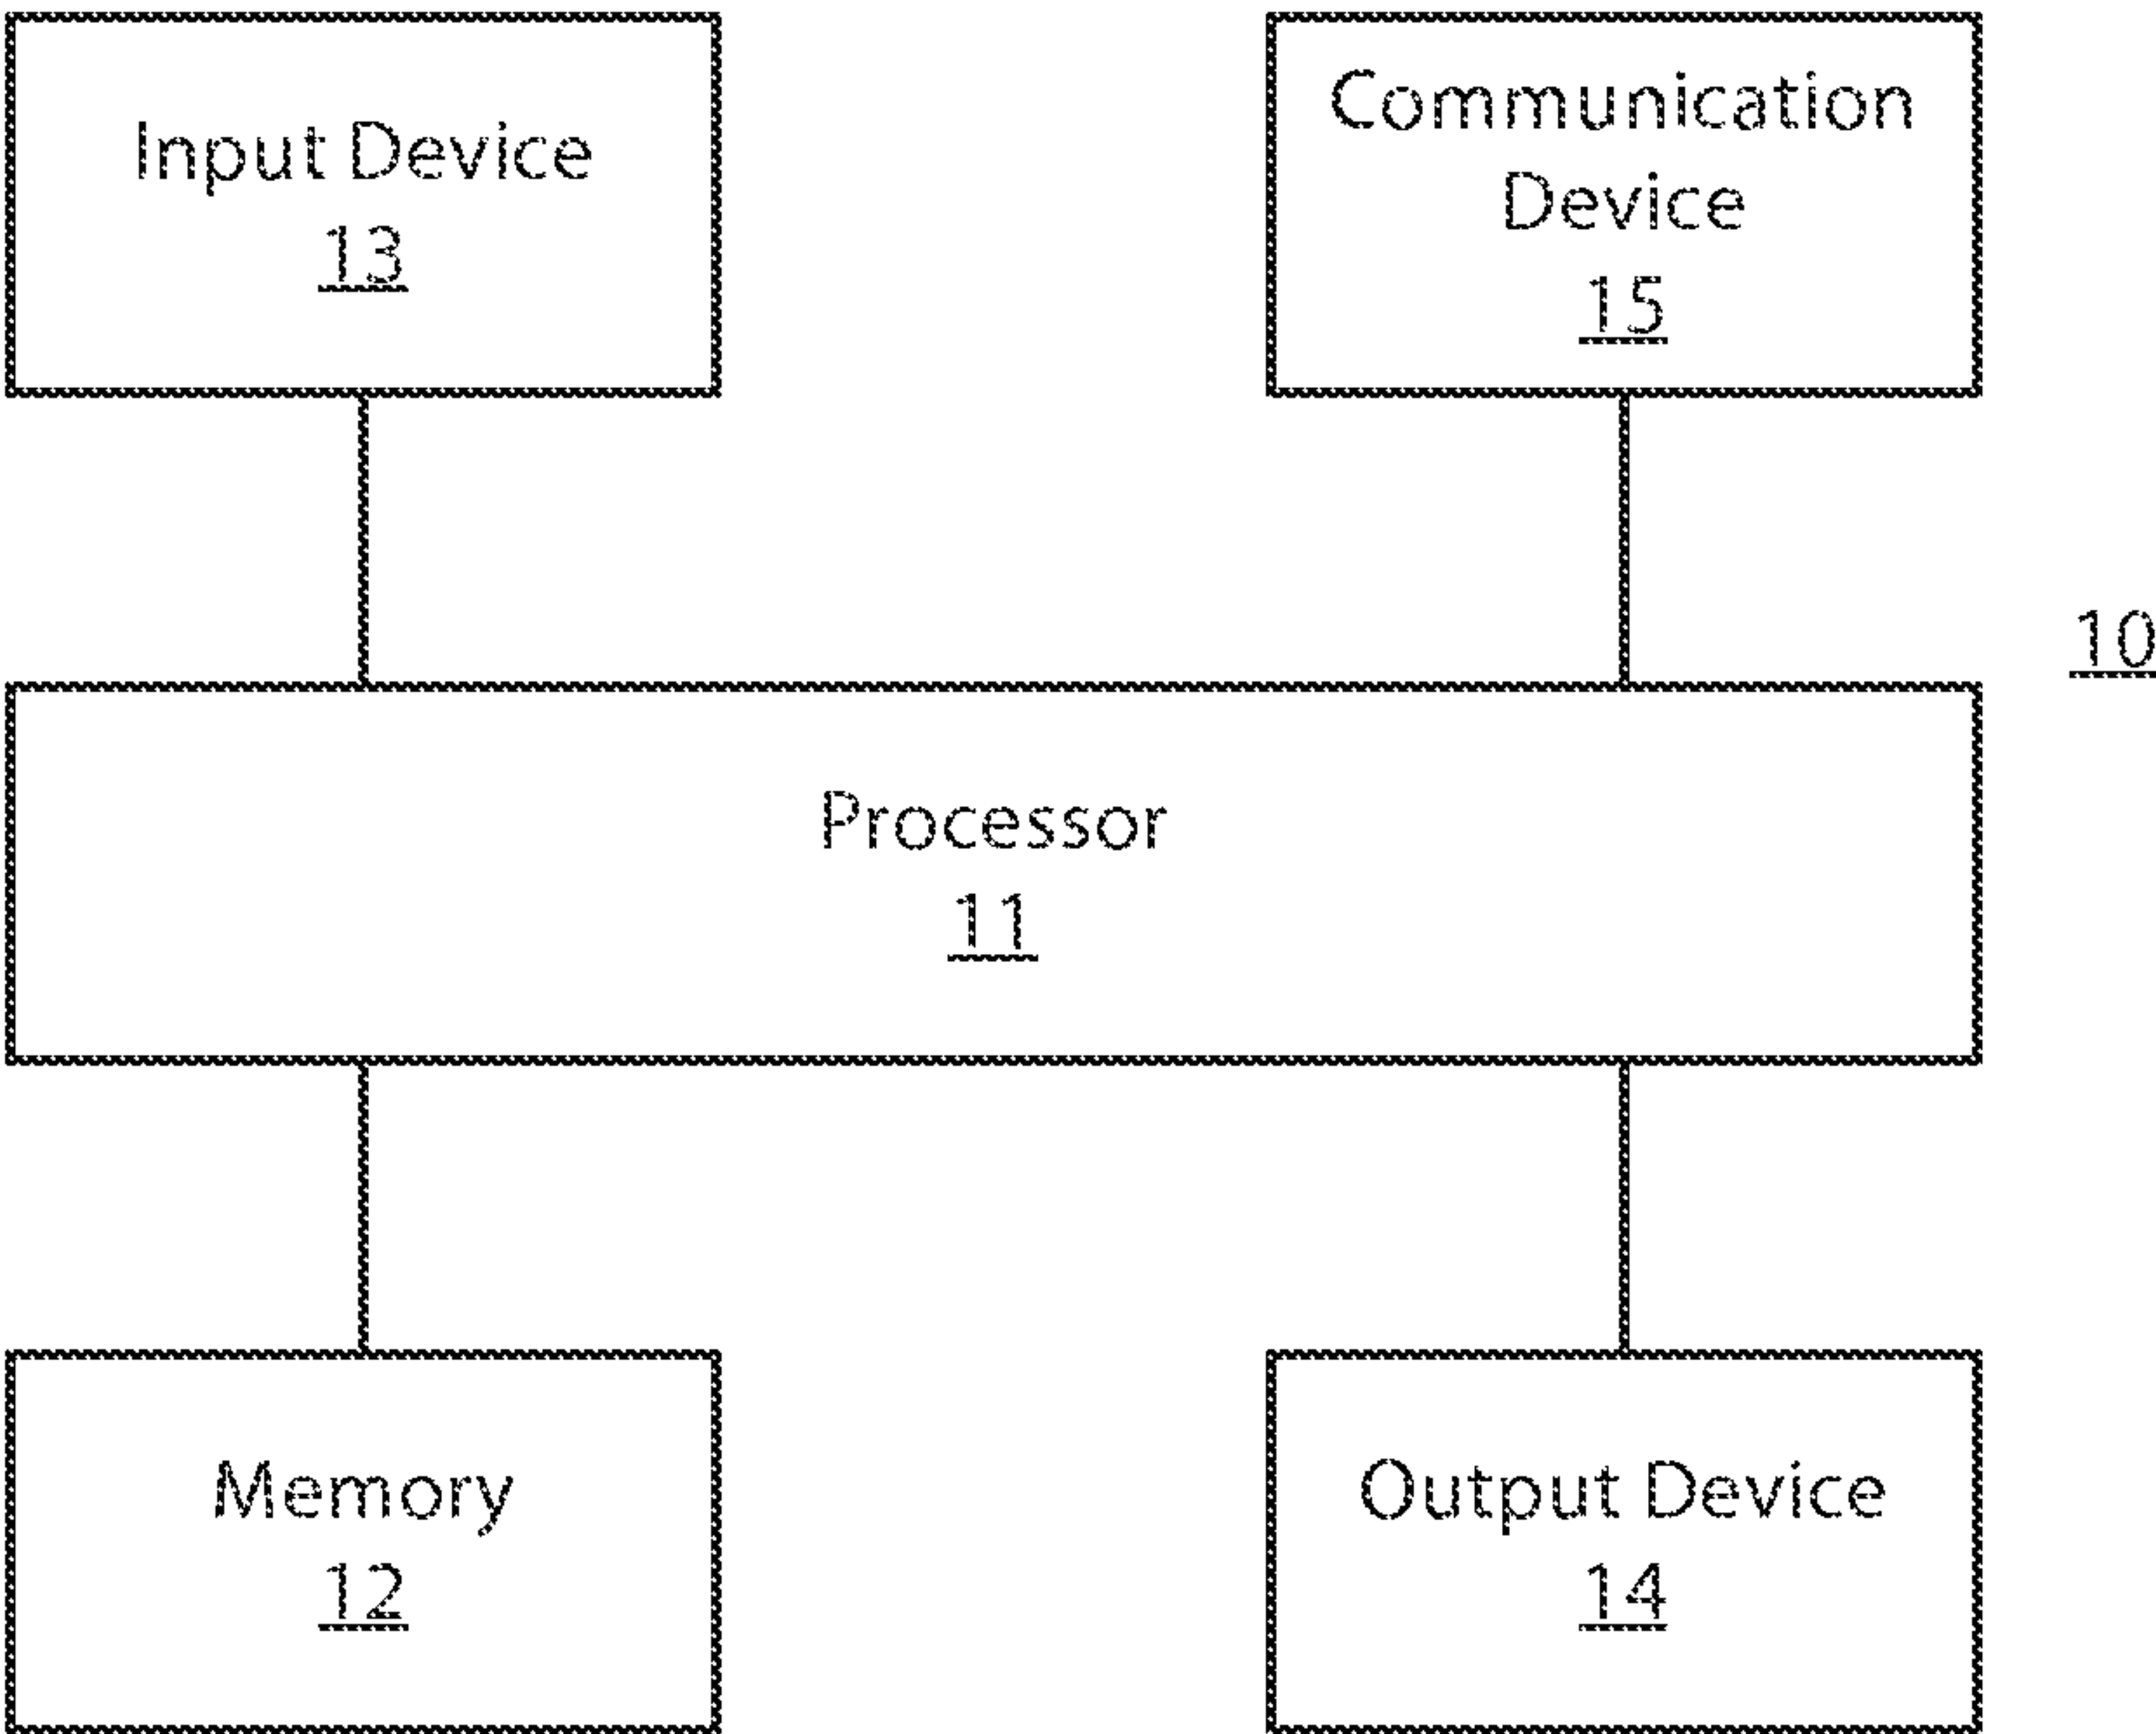 Input Device
13
Communication
Device
15
10
Processor
11
Memory
12
Output Device
14